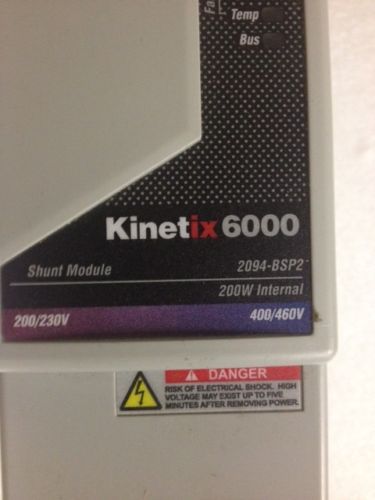 Temp
Bus
Kinetix 6000
Shunt Module 2094-BSP2
200W Internal
200/230V 400/460V
DANGER
RISK OF ELECTRICAL SHOCK. HIGH
VOLTAGE MAY EXIST UP TO FIVE
MINUTES AFTER REMOVING POWER.